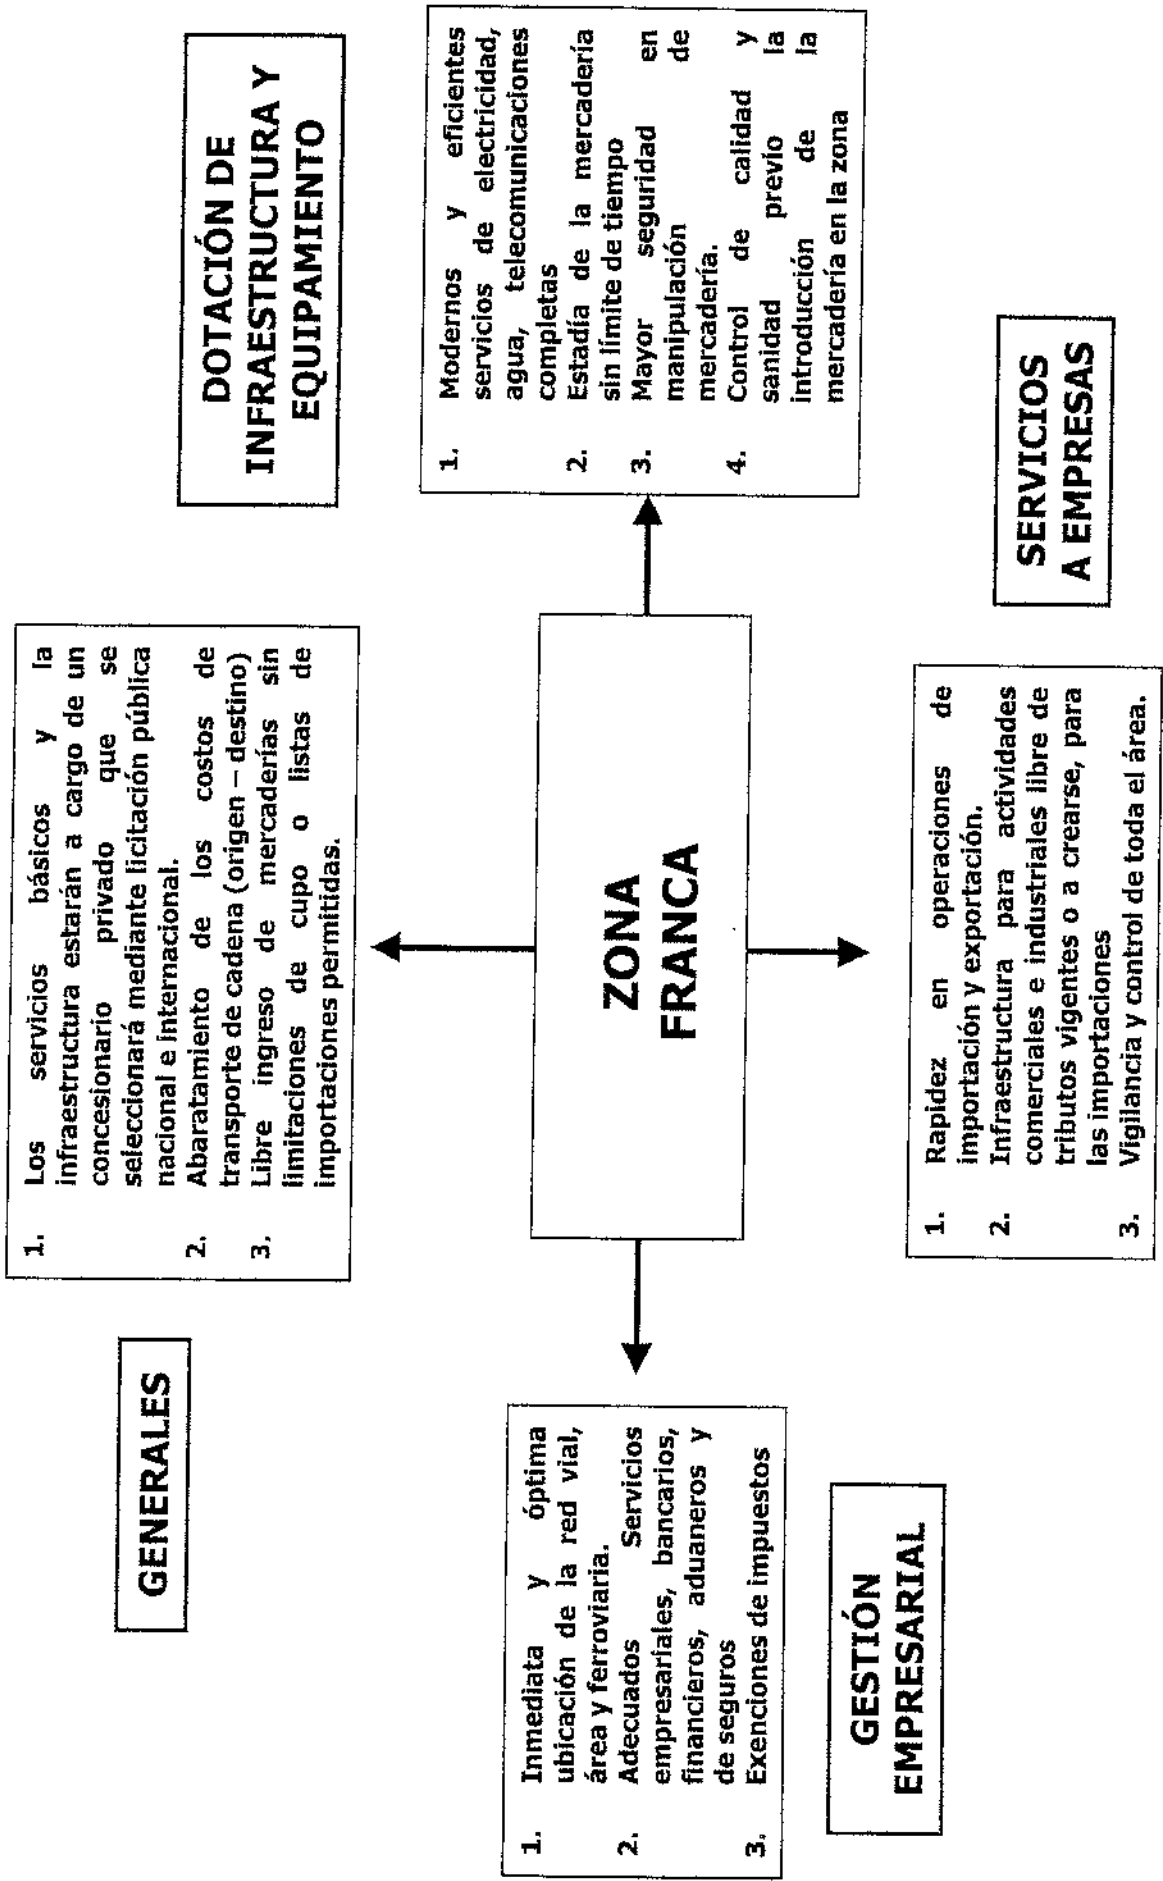 GENERALES
1. Los servicios básicos y la
infraestructura estarán a cargo de un
concesionario privado que se
seleccionará mediante licitación pública
nacional e internacional.
2. Abaratamiento de los costos de
transporte de cadena (origen – destino)
3. Libre ingreso de mercaderías sin
limitaciones de cupo o listas de
importaciones permitidas.
DOTACIÓN DE
INFRAESTRUCTURA Y
EQUIPAMIENTO
1. Inmediata y óptima
ubicación de la red vial,
área y ferroviaria.
2. Adecuados Servicios
empresariales, bancarios,
financieros, aduaneros y
de seguros
3. Exenciones de impuestos
ZONA
FRANCA
1. Modernos y eficientes
servicios de electricidad,
agua, telecomunicaciones
completas
2. Estadía de la mercadería
sin límite de tiempo
3. Mayor seguridad en
manipulación de
mercadería.
4. Control de calidad y
sanidad previo la
introducción de la
mercadería en la zona
GESTIÓN
EMPRESARIAL
1. Rapidez en operaciones de
importación y exportación.
2. Infraestructura para actividades
comerciales e industriales libre de
tributos vigentes o a crearse, para
las importaciones
3. Vigilancia y control de toda el área.
SERVICIOS
A EMPRESAS